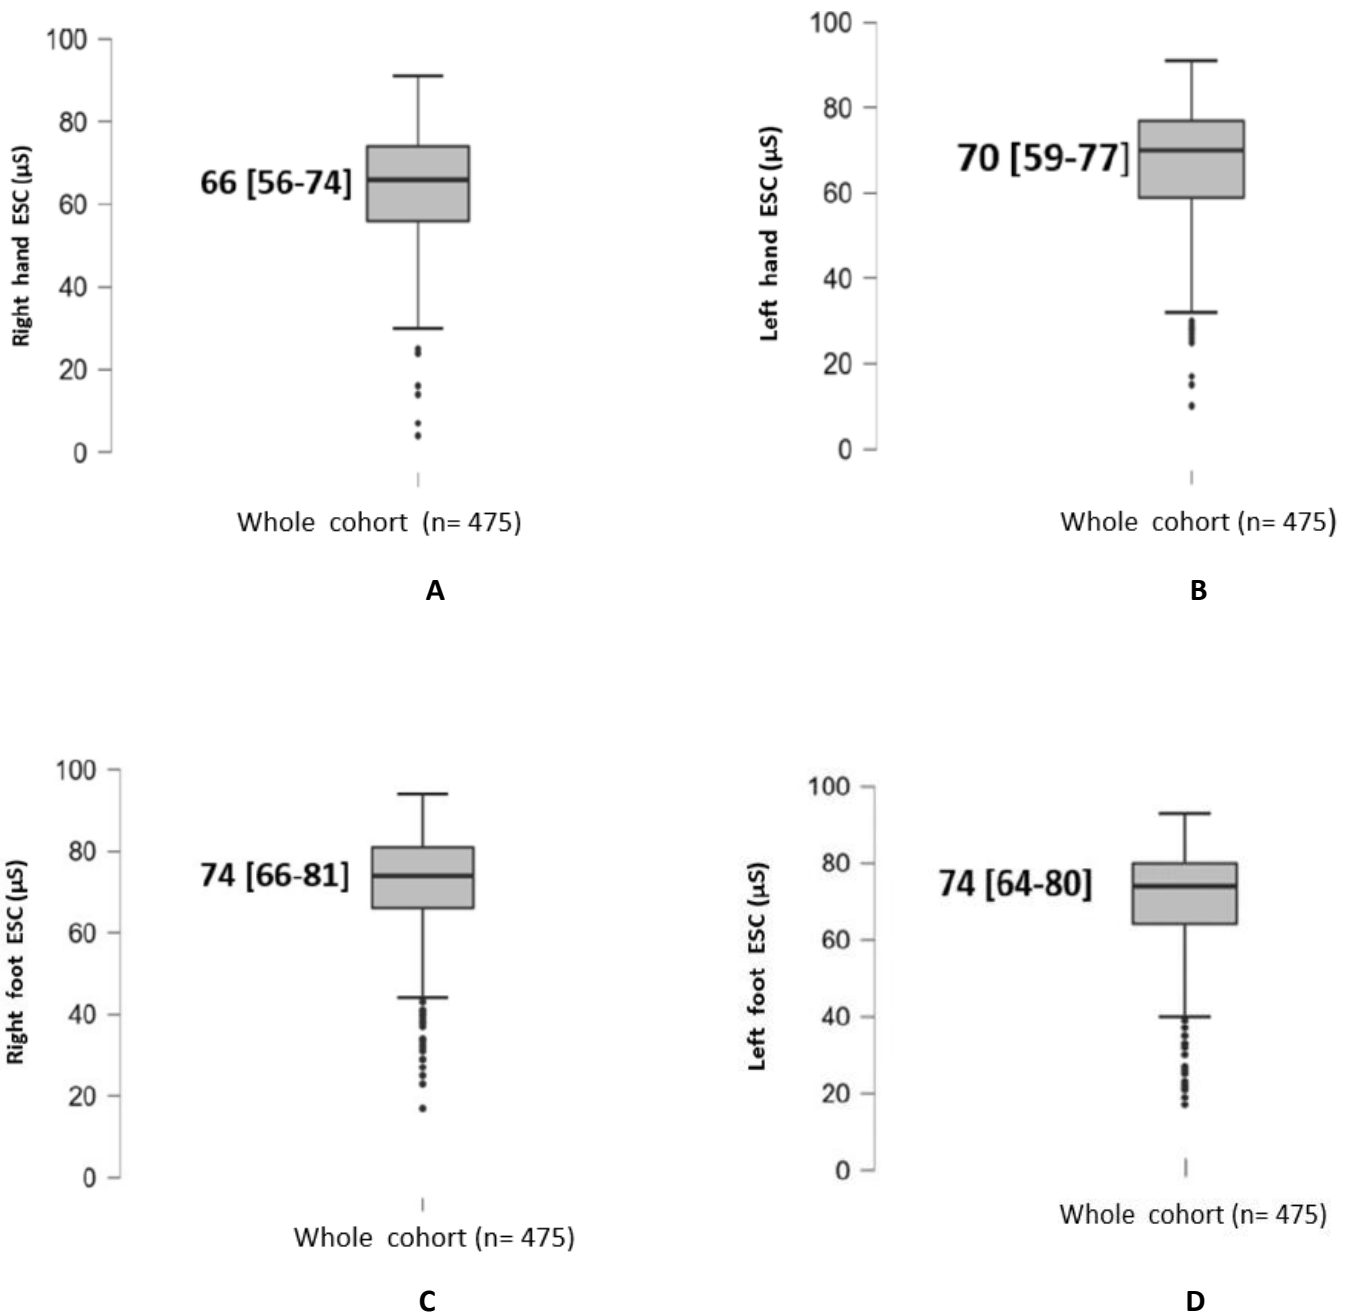 100
80
60
40
20
0
Right hand ESC (µS)
66 [56-74]
Whole cohort (n= 475)
A
100
80
60
40
20
0
Left hand ESC (µS)
70 [59-77]
Whole cohort (n= 475)
B
100
80
60
40
20
0
Right foot ESC (µS)
74 [66-81]
Whole cohort (n= 475)
C
100
80
60
40
20
0
Left foot ESC (µS)
74 [64-80]
Whole cohort (n= 475)
D